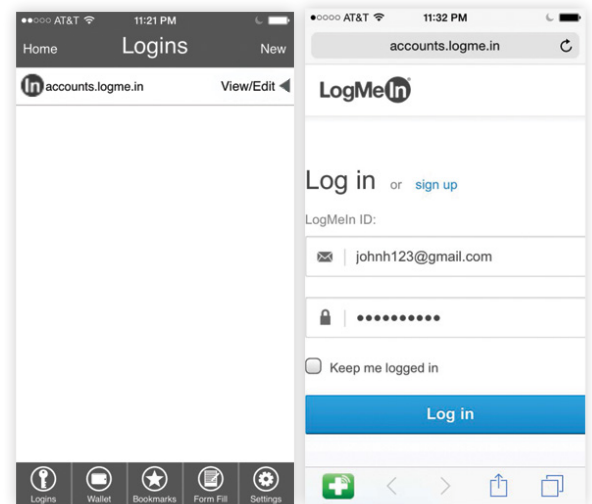 AT&T 11:21 PM
Home Logins New
In accounts.logme.in View/Edit
Logins Wallet Bookmarks Form Fill Settings
AT&T 11:32 PM
accounts.logme.in
LogMeIn
Log in or sign up
LogMeIn ID:
johnh123@gmail.com
Keep me logged in
Log in